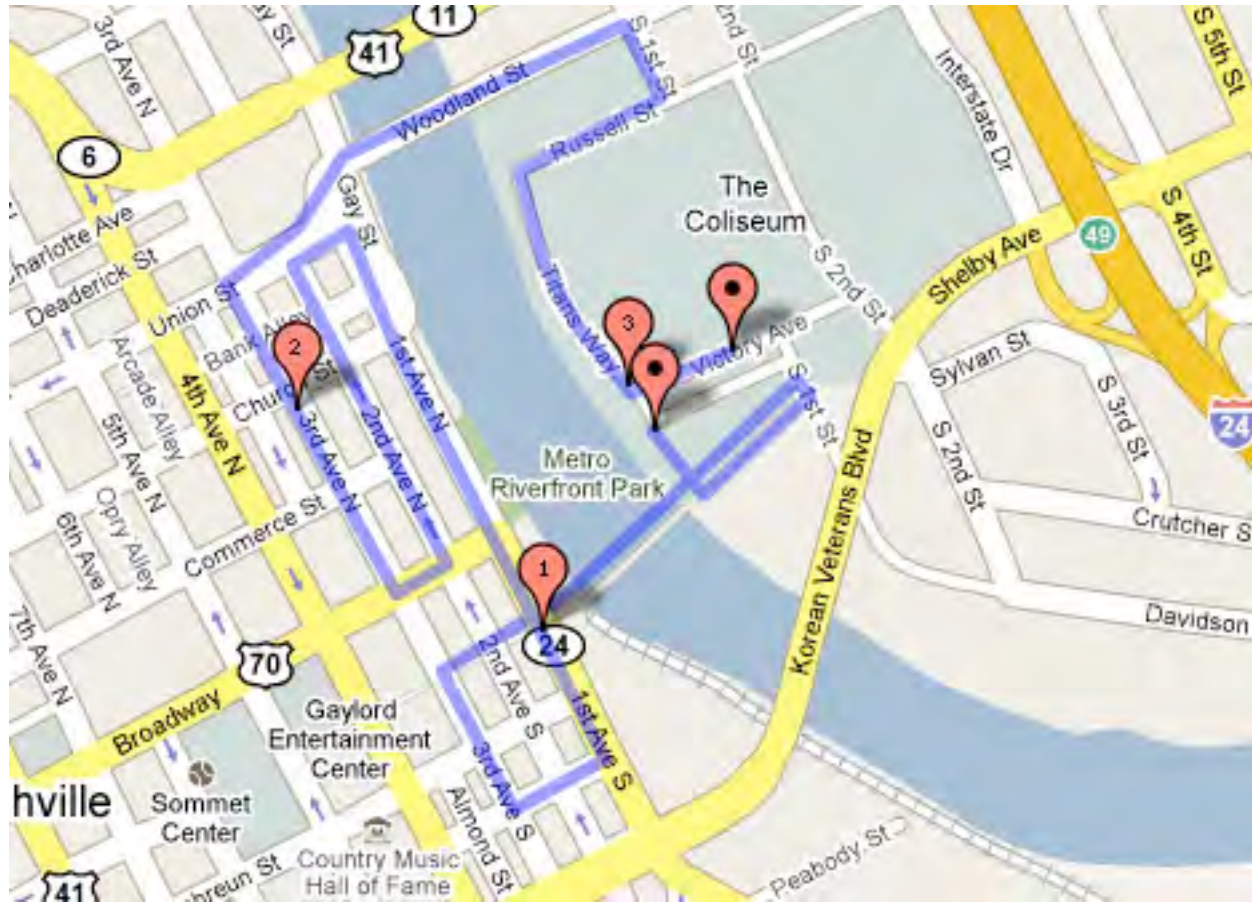 11
41
3rd Ave N
ay St
2nd St
S 1st St
S 5th St
Woodland St
Interstate Dr
6
Russell St
Gay St
The
Coliseum
S 4th St
Charlotte Ave
Deaderick St
49
Shelby Ave
S 2nd St
Union St
Titans Way
Bank Alley
3
2
Victory Ave
Arcade Alley
Church St
1st Ave N
Sylvan St
4th Ave N
S 1st St
S 3rd St
24
5th Ave N
2nd Ave N
3rd Ave N
Metro
Riverfront Park
S 2nd St
Korean Veterans Blvd
Opry Alley
Commerce St
6th Ave N
Crutcher S
1
7th Ave N
24
Davidson
70
2nd Ave S
Broadway
Gaylord
Entertainment
Center
1st Ave S
3rd Ave S
hville
Sommet
Center
Almond St
Country Music
Hall of Fame
Peabody St
breun St
41